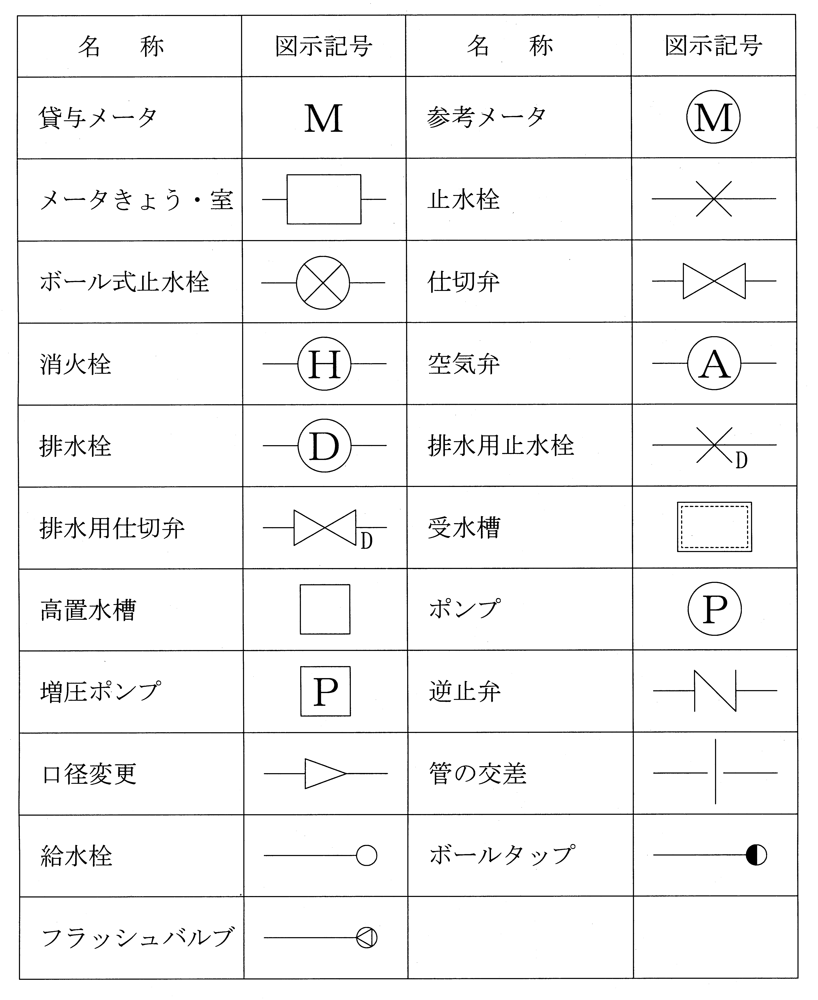 名 称 図示記号 名 称 図示記号
貸与メータ M 参考メータ M
メータきょう・室 止水栓
ボール式止水栓 仕切弁
消火栓 H 空気弁 A
排水栓 D 排水用止水栓 D
排水用仕切弁 D 受水槽
高置水槽 ポンプ P
増圧ポンプ P 逆止弁
口径変更 管の交差
給水栓 ボールタップ
フラッシュバルブ